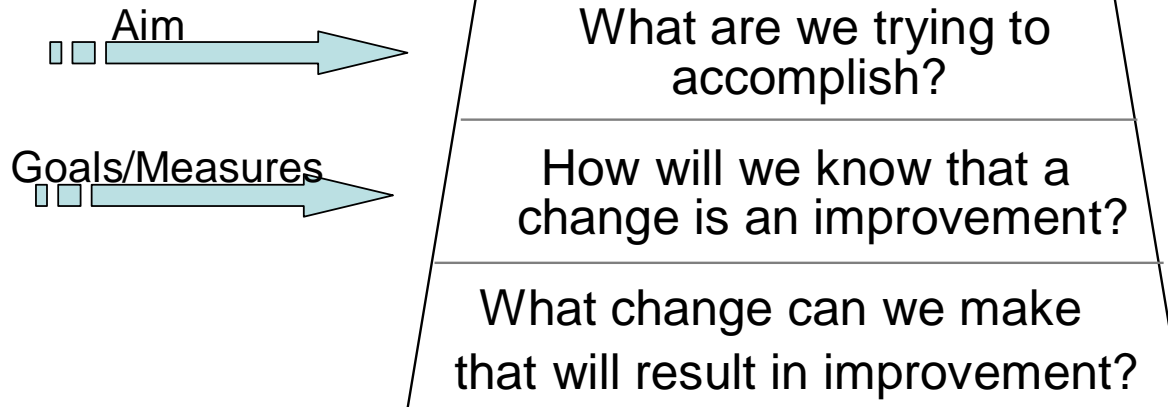 Aim
What are we trying to
accomplish?
Goals/Measures
How will we know that a
change is an improvement?
What change can we make
that will result in improvement?